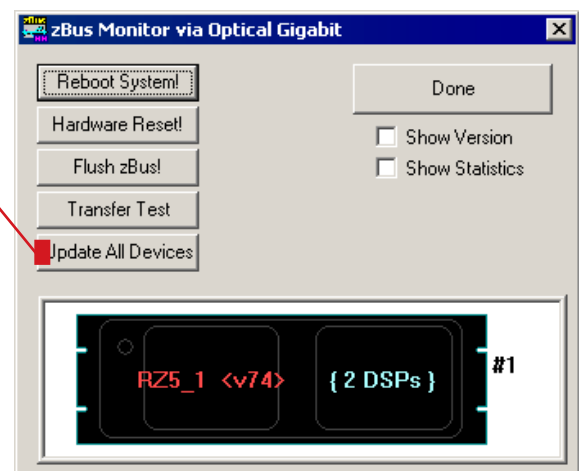 zBus Monitor via Optical Gigabit
Reboot System!
Done
Hardware Reset!
Show Version
Flush zBus!
Show Statistics
Transfer Test
Update All Devices
RZ5_1 <v74> { 2 DSPs } #1